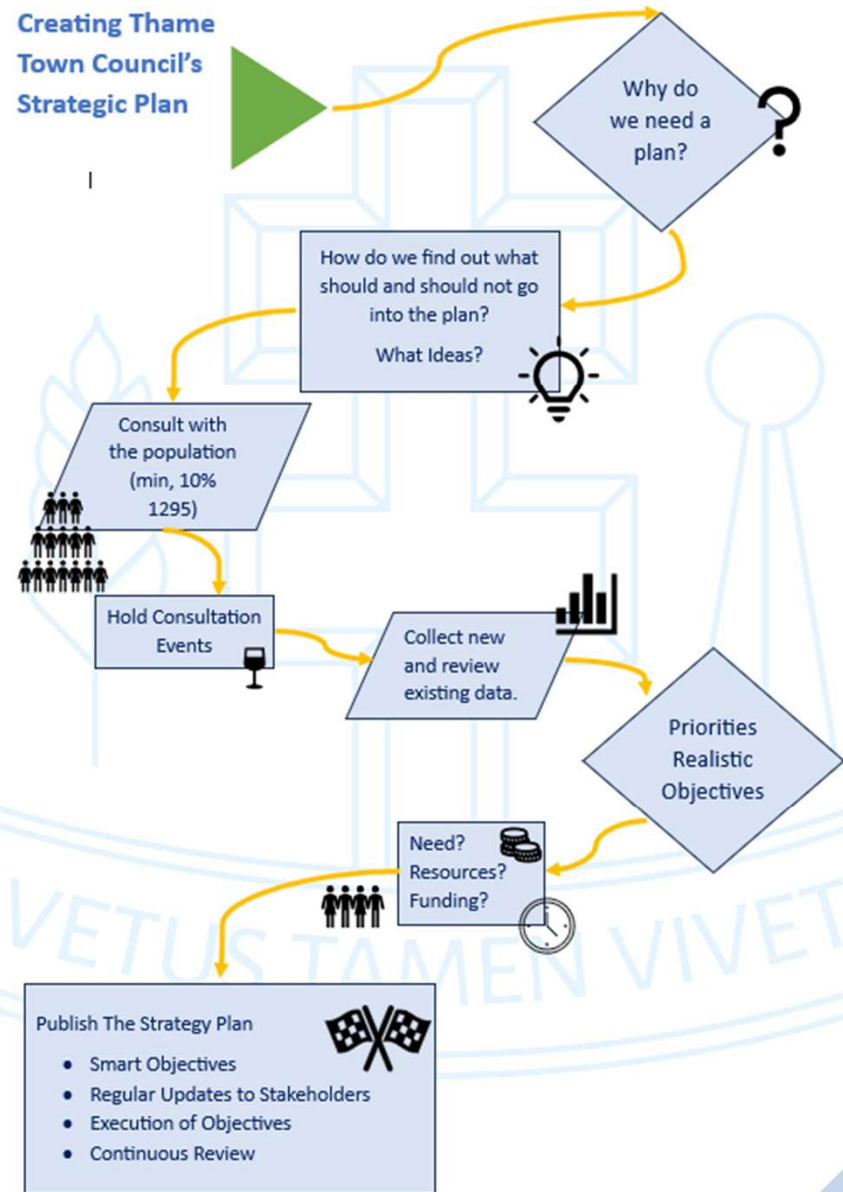 Creating Thame
Town Council's
Strategic Plan
Why do
we need a
plan?
?
How do we find out what
should and should not go
into the plan?
What Ideas?
Consult with
the population
(min, 10%
1295)
Hold Consultation
Events
Collect new
and review
existing data.
Priorities
Realistic
Objectives
Need?
Resources?
Funding?
VETUS TAMEN VIVET
Publish The Strategy Plan
• Smart Objectives
• Regular Updates to Stakeholders
• Execution of Objectives
• Continuous Review